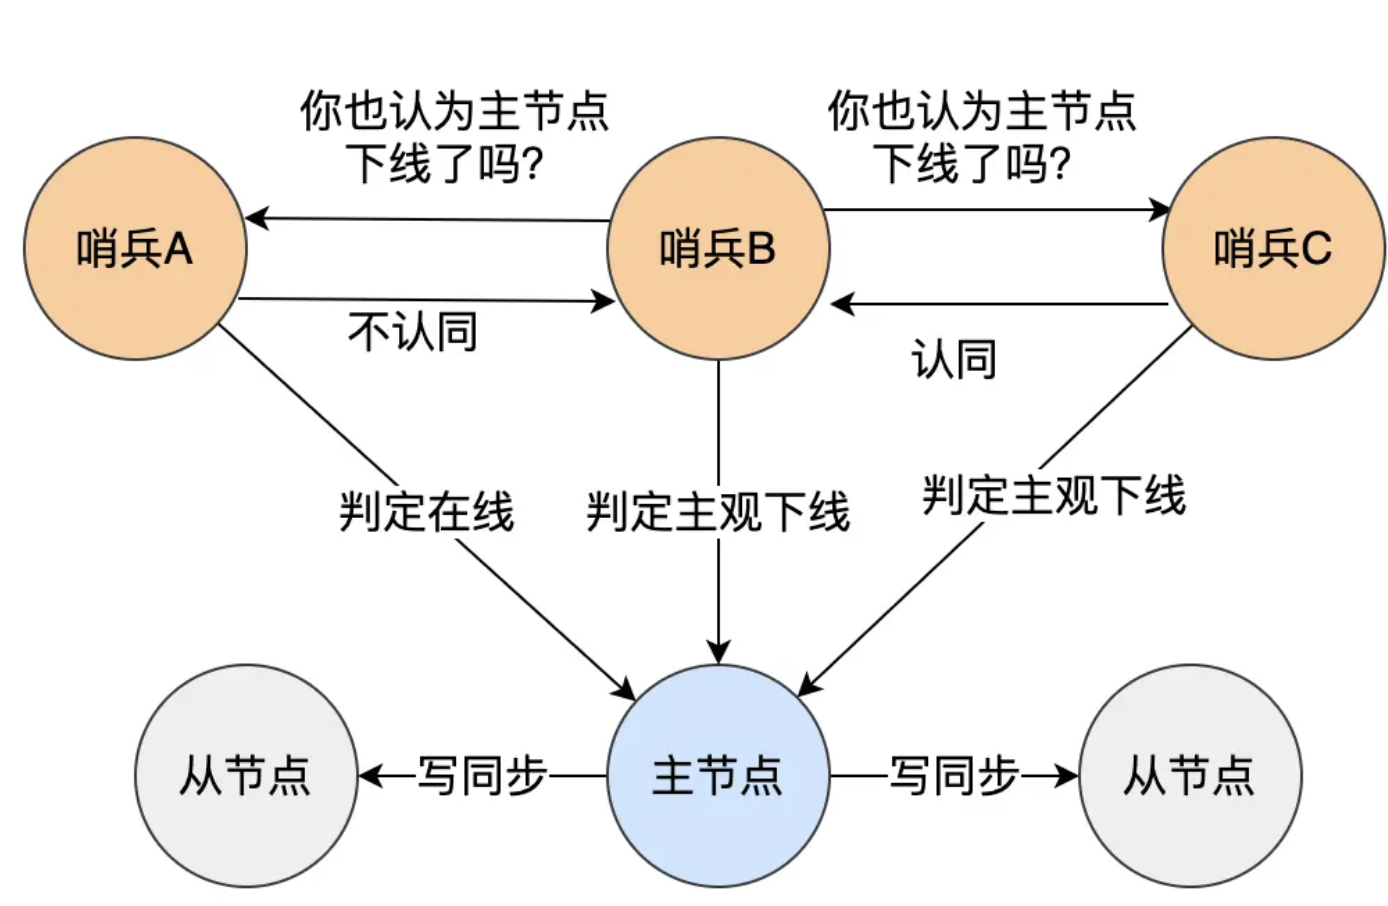 你也认为主节点
下线了吗？
你也认为主节点
下线了吗？
哨兵A
哨兵B
哨兵C
不认同
认同
判定在线
判定主观下线
判定主观下线
从节点
写同步
主节点
写同步
从节点